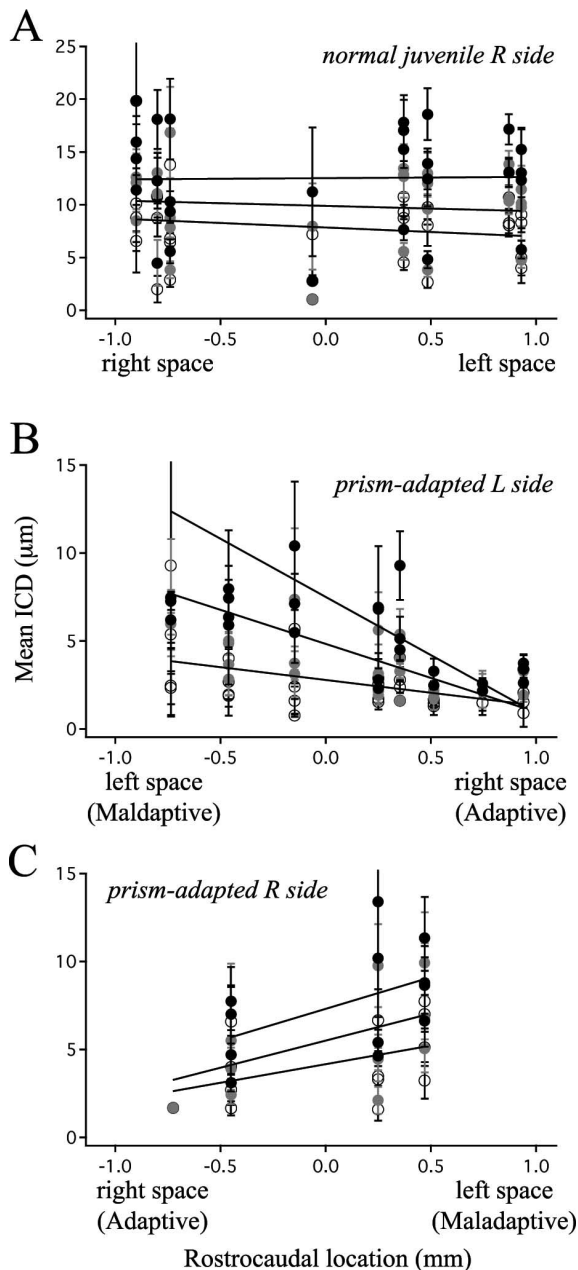 A
normal juvenile R side
25
20
15
10
5
0
-1.0 -0.5 0.0 0.5 1.0
right space left space
B
prism-adapted L side
15
10
5
0
Mean ICD (μm)
-1.0 -0.5 0.0 0.5 1.0
left space right space
(Maldaptive) (Adaptive)
C
prism-adapted R side
15
10
5
0
-1.0 -0.5 0.0 0.5 1.0
right space left space
(Adaptive) (Maladaptive)
Rostrocaudal location (mm)